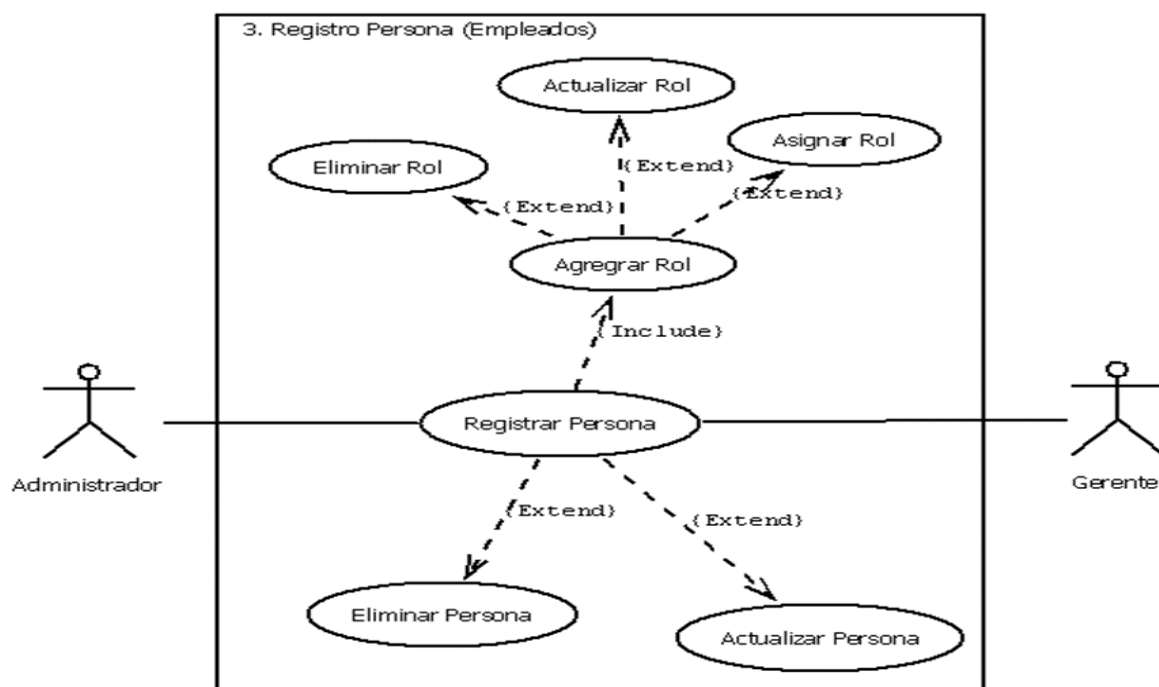 3. Registro Persona (Empleados)
Actualizar Rol
Asignar Rol
Eliminar Rol
{Extend}
{Extend}
{Extend}
Agregrar Rol
{Include}
Registrar Persona
Administrador
Gerente
{Extend}
{Extend}
Eliminar Persona
Actualizar Persona